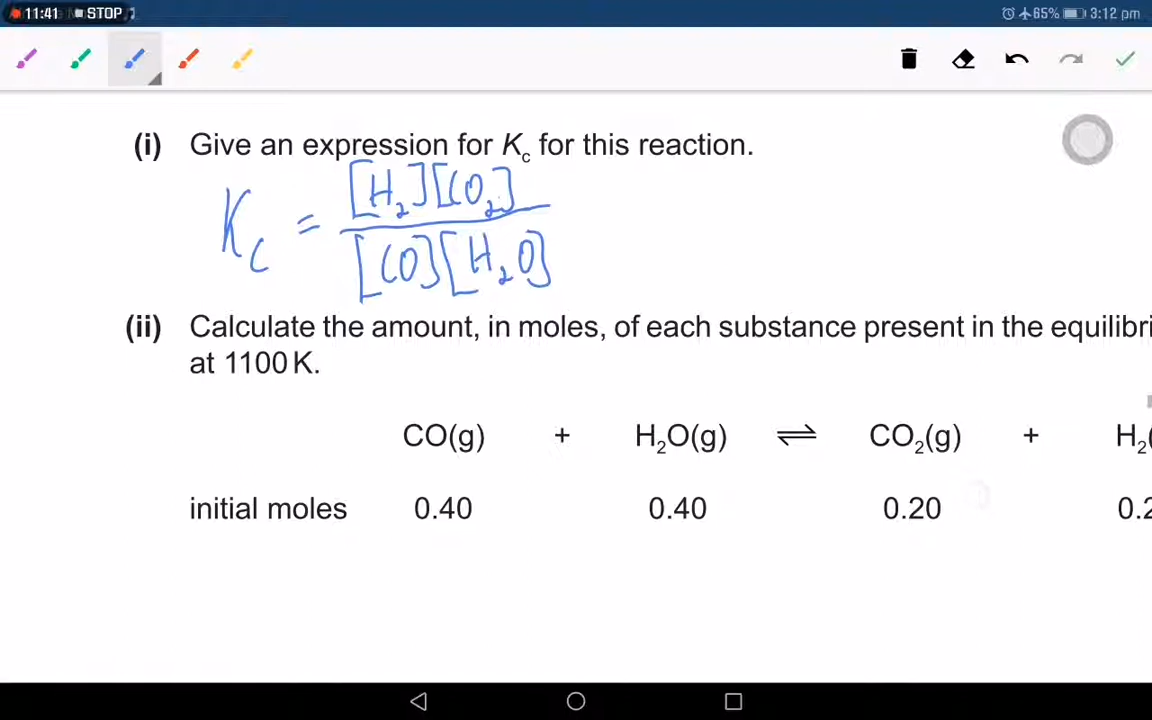 11:41 STOP 65% 3:12 pm
(i) Give an expression for Kc for this reaction.
Kc = [H2][CO2] / [CO][H2O]
(ii) Calculate the amount, in moles, of each substance present in the equilibri
at 1100 K.
CO(g) + H2O(g) ⇌ CO2(g) + H2(
initial moles 0.40 0.40 0.20 0.2